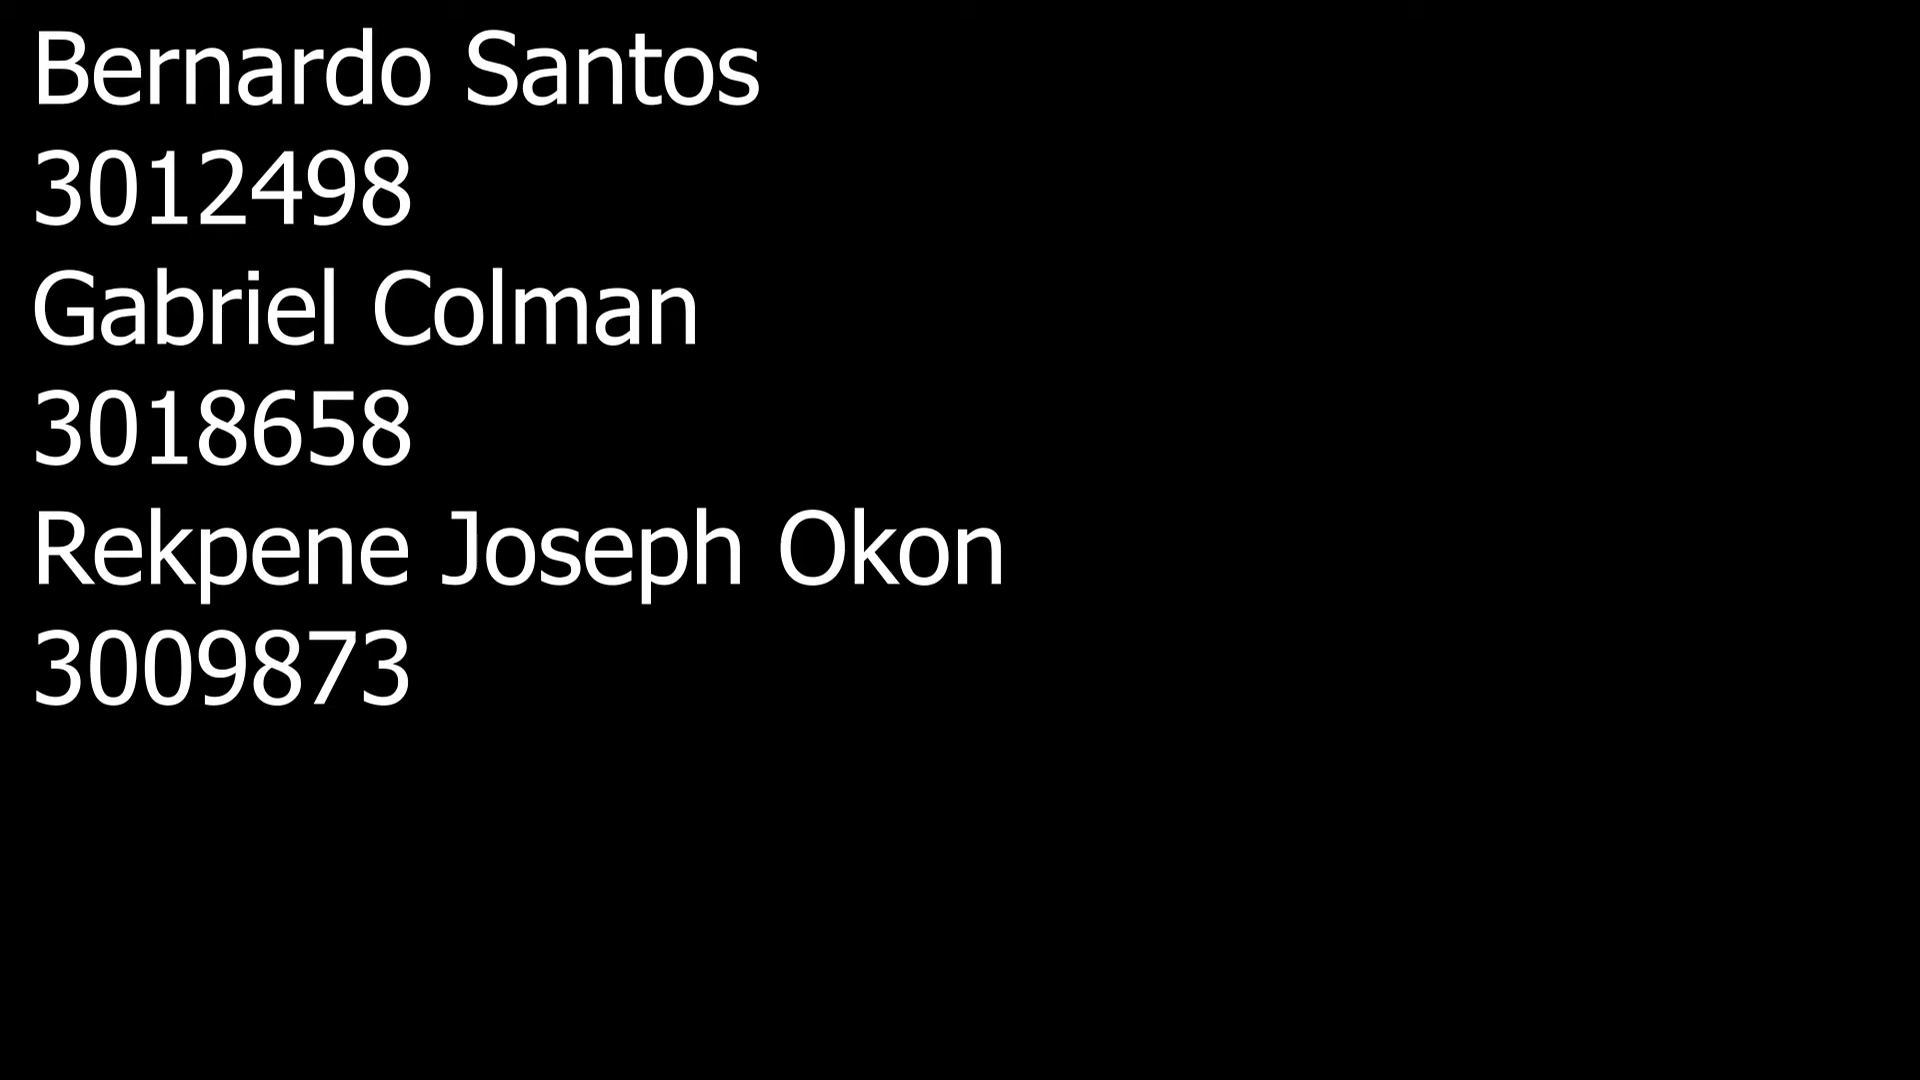 Bernardo Santos
3012498
Gabriel Colman
3018658
Rekpene Joseph Okon
3009873